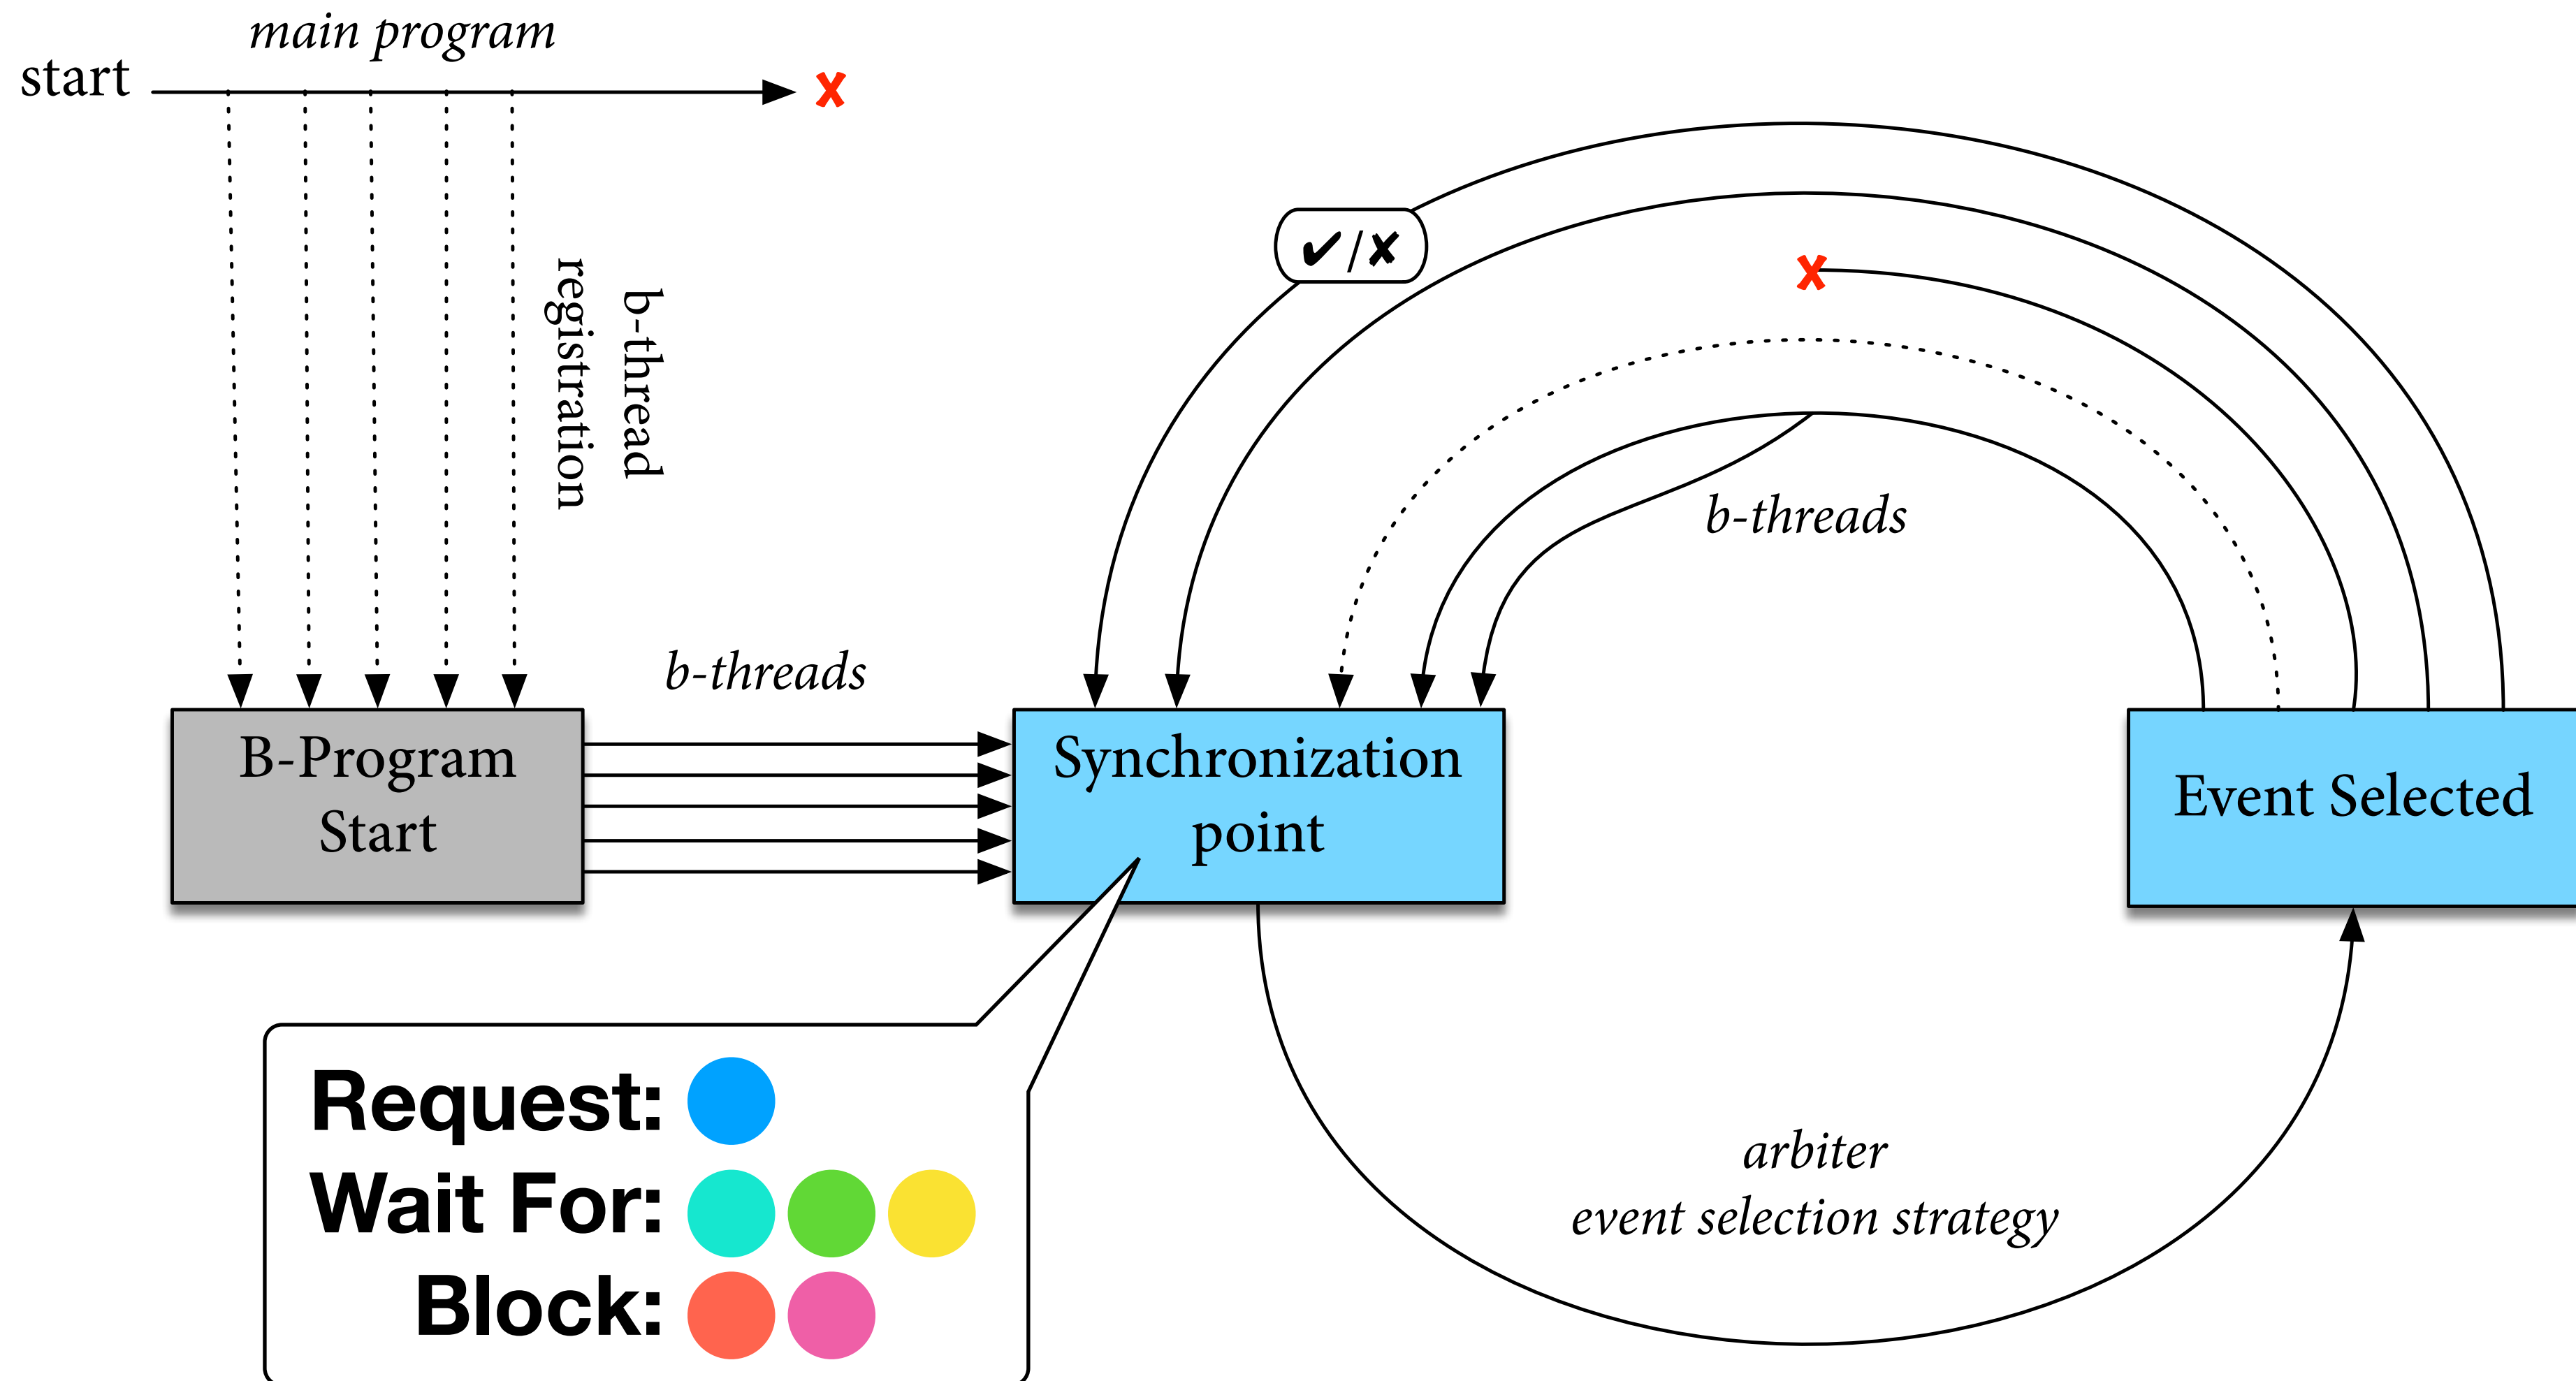 main program
start
b-thread
registration
b-threads
B-Program
Start
✔/✘
b-threads
Synchronization
point
Event Selected
Request:
Wait For:
Block:
arbiter
event selection strategy